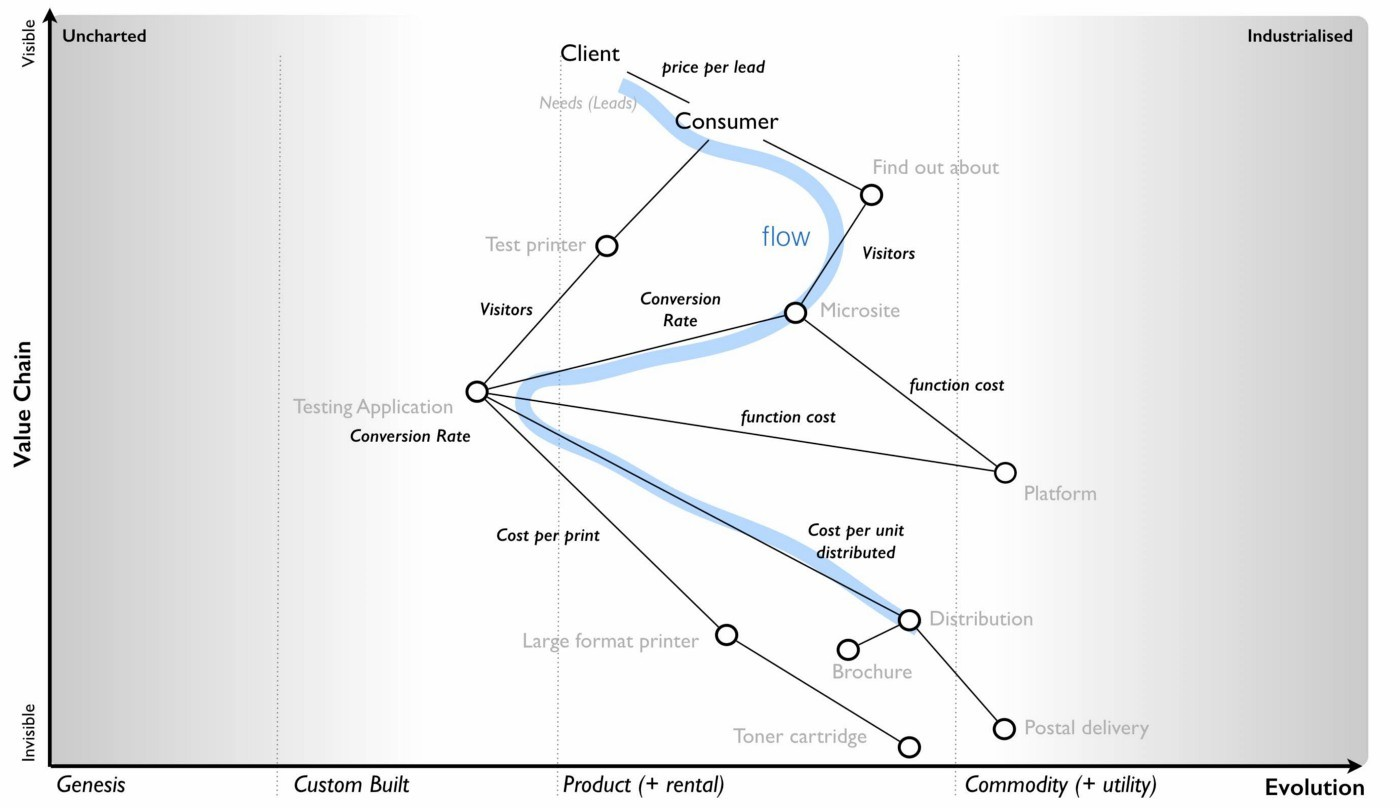 Visible
Uncharted
Industrialised
Client
price per lead
Needs (Leads)
Consumer
Find out about
flow
Test printer
Visitors
Visitors
Conversion
Rate
Microsite
Value Chain
Testing Application
Conversion Rate
function cost
function cost
Platform
Cost per print
Cost per unit
distributed
Distribution
Large format printer
Brochure
Invisible
Toner cartridge
Postal delivery
Genesis
Custom Built
Product (+ rental)
Commodity (+ utility)
Evolution